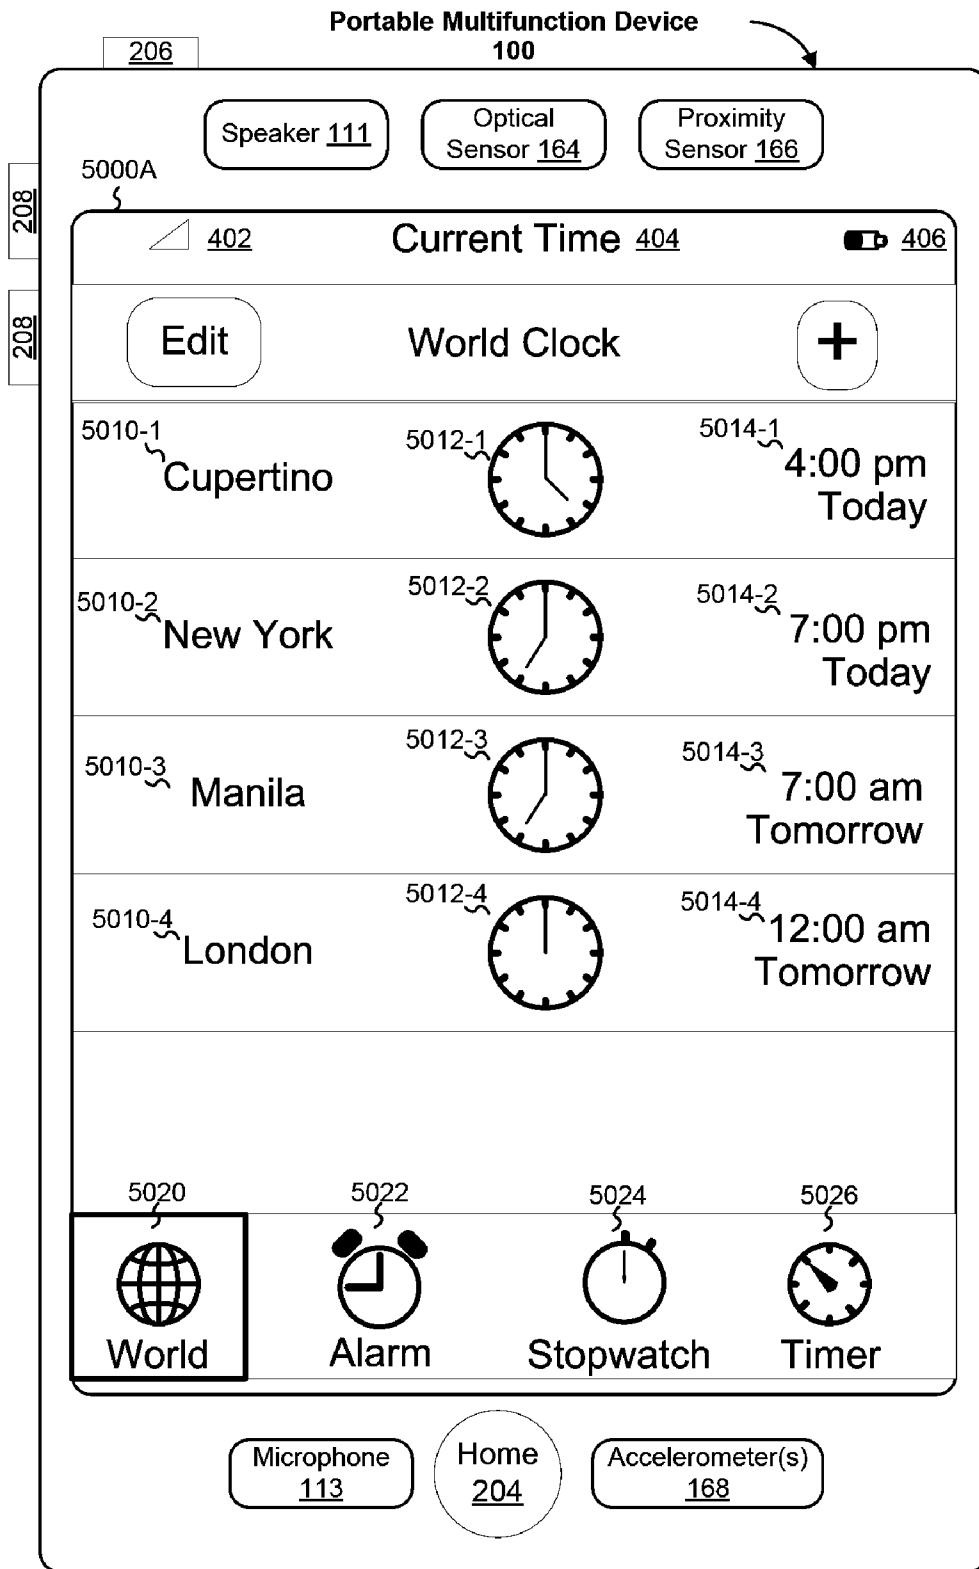 Portable Multifunction Device
100
206
Speaker 111
Optical
Sensor 164
Proximity
Sensor 166
208
208
5000A
402
Current Time 404
406
Edit
World Clock
+
5010-1
Cupertino
5012-1
5014-1
4:00 pm
Today
5010-2
New York
5012-2
5014-2
7:00 pm
Today
5010-3
Manila
5012-3
5014-3
7:00 am
Tomorrow
5010-4
London
5012-4
5014-4
12:00 am
Tomorrow
5020
World
5022
Alarm
5024
Stopwatch
5026
Timer
Microphone
113
Home
204
Accelerometer(s)
168